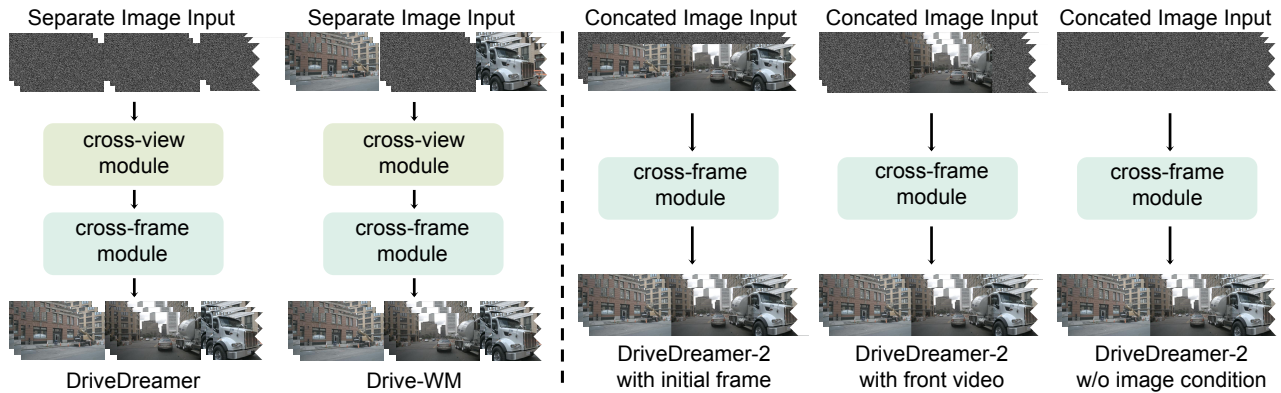 Separate Image Input
Separate Image Input
Concated Image Input
Concated Image Input
Concated Image Input
cross-view
module
cross-view
module
cross-frame
module
cross-frame
module
cross-frame
module
cross-frame
module
cross-frame
module
DriveDreamer
Drive-WM
DriveDreamer-2
with initial frame
DriveDreamer-2
with front video
DriveDreamer-2
w/o image condition